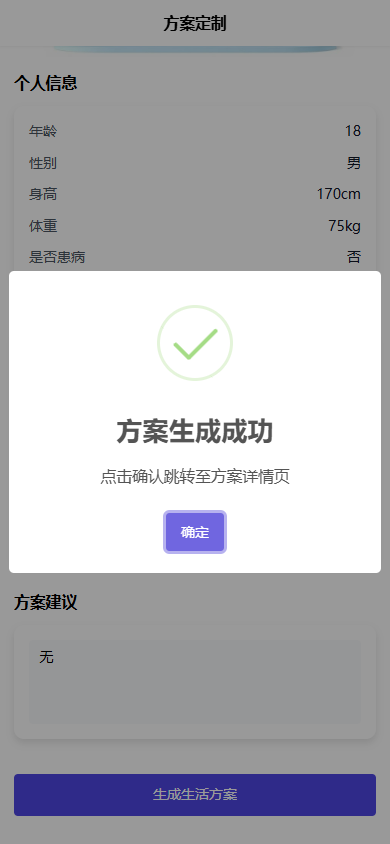 方案定制
个人信息
年龄 18
性别 男
身高 170cm
体重 75kg
是否患病 否
方案生成成功
点击确认跳转至方案详情页
确定
方案建议
无
生成生活方案